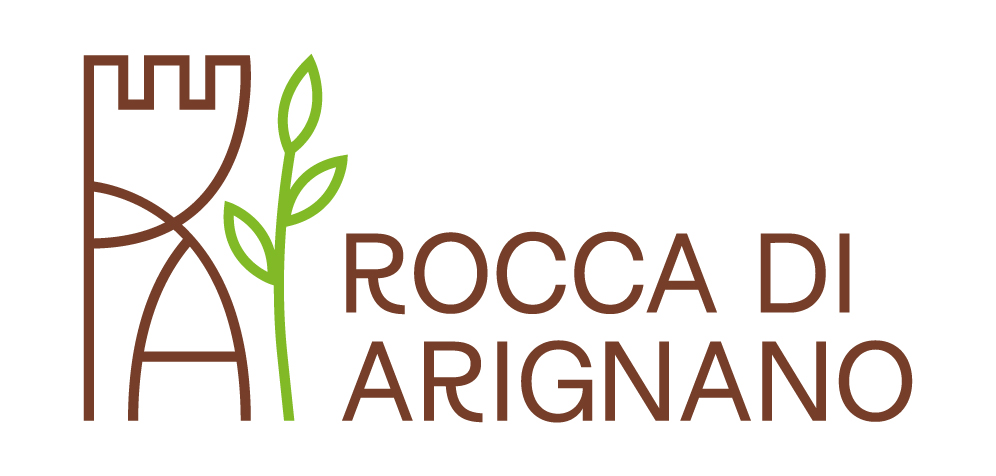 ROCCA DI
ARIGNANO